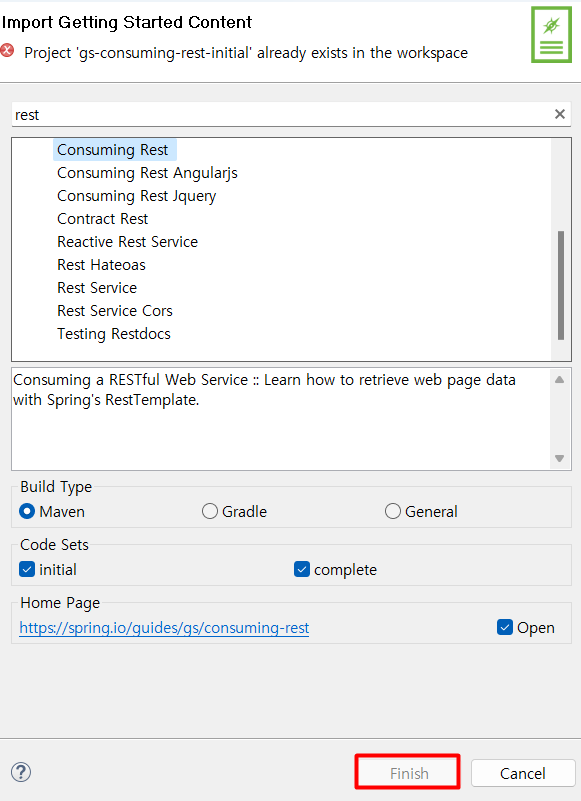 Import Getting Started Content
Project 'gs-consuming-rest-initial' already exists in the workspace
rest
Consuming Rest
Consuming Rest Angularjs
Consuming Rest Jquery
Contract Rest
Reactive Rest Service
Rest Hateoas
Rest Service
Rest Service Cors
Testing Restdocs
Consuming a RESTful Web Service :: Learn how to retrieve web page data
with Spring's RestTemplate.
Build Type
Maven Gradle General
Code Sets
initial complete
Home Page
https://spring.io/guides/gs/consuming-rest Open
Finish Cancel